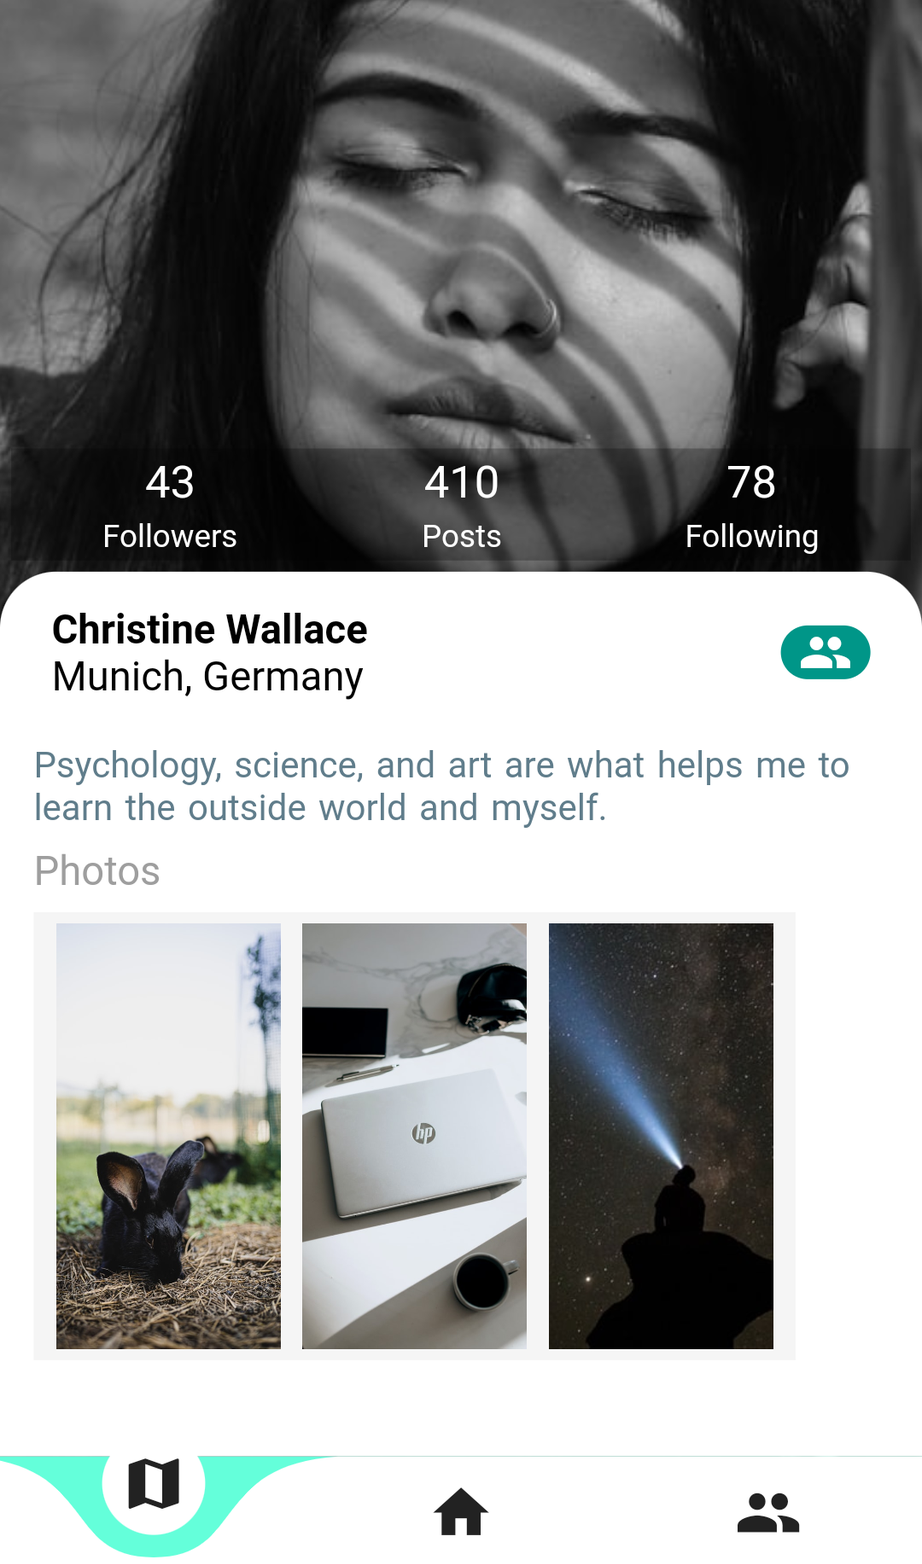 43
410
78
Followers
Posts
Following
Christine Wallace
Munich, Germany
Psychology, science, and art are what helps me to
learn the outside world and myself.
Photos
hp